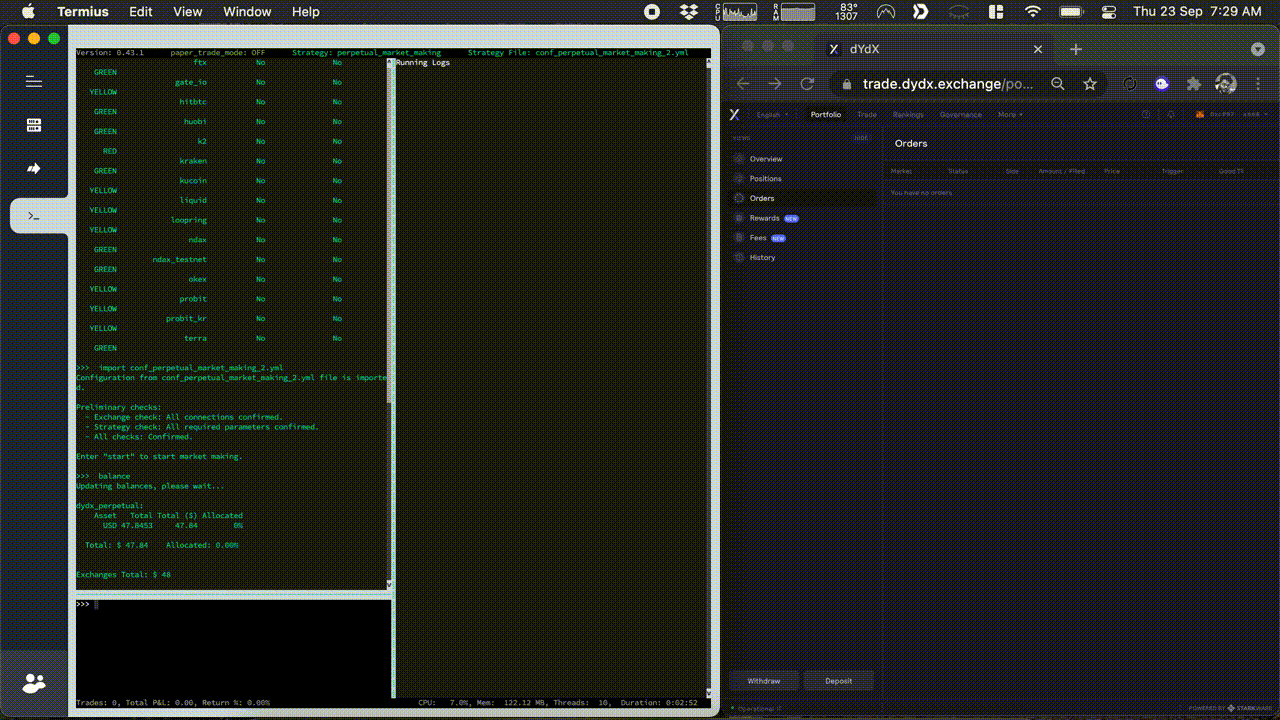 Termius Edit View Window Help
CPU RAM 83° 1307 Thu 23 Sep 7:29 AM
Version: 0.43.1 paper_trade_mode: OFF Strategy: perpetual_market_making Strategy File: conf_perpetual_market_making_2.yml
ftx No No
GREEN
gate_io No No
YELLOW
hitbtc No No
GREEN
huobi No No
GREEN
k2 No No
RED
kraken No No
GREEN
kucoin No No
YELLOW
liquid No No
YELLOW
loopring No No
YELLOW
ndax No No
GREEN
ndax_testnet No No
GREEN
okex No No
YELLOW
probit No No
YELLOW
probit_kr No No
YELLOW
terra No No
GREEN
>>> import conf_perpetual_market_making_2.yml
Configuration from conf_perpetual_market_making_2.yml file is importe
d.
Preliminary checks:
- Exchange check: All connections confirmed.
- Strategy check: All required parameters confirmed.
- All checks: Confirmed.
Enter "start" to start market making.
>>> balance
Updating balances, please wait...
dydx_perpetual:
Asset Total Total ($) Allocated
USD 47.8453 47.84 0%
Total: $ 47.84 Allocated: 0.00%
Exchanges Total: $ 48
>>>
Trades: 0, Total P&L: 0.00, Return %: 0.00%
Running Logs
CPU: 7.0%, Mem: 122.12 MB, Threads: 10, Duration: 0:02:52
dYdX
trade.dydx.exchange/po...
English Portfolio Trade Rankings Governance More
VIEWS HIDE
Overview
Positions
Orders
Rewards NEW
Fees NEW
History
Orders
Market Status Side Amount / Filled Price Trigger Good Til
You have no orders
Withdraw Deposit
Operational
POWERED BY STARKWARE